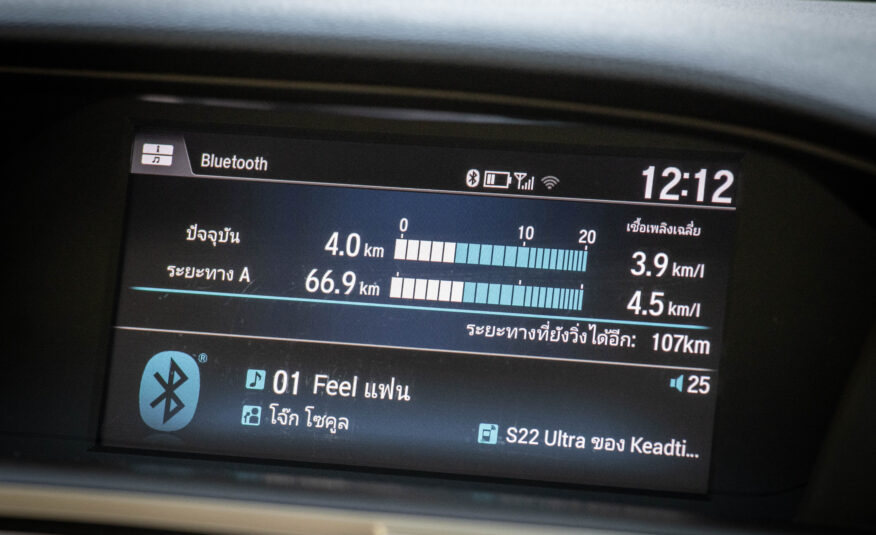 Bluetooth
12:12
0 10 20
เชื้อเพลิงเฉลี่ย
ปัจจุบัน 4.0 km 3.9 km/l
ระยะทาง A 66.9 km 4.5 km/l
ระยะทางที่ยังวิ่งได้อีก: 107km
® 25
01 Feel แฟน
โจ๊ก โซคูล
S22 Ultra ของ Keadti...